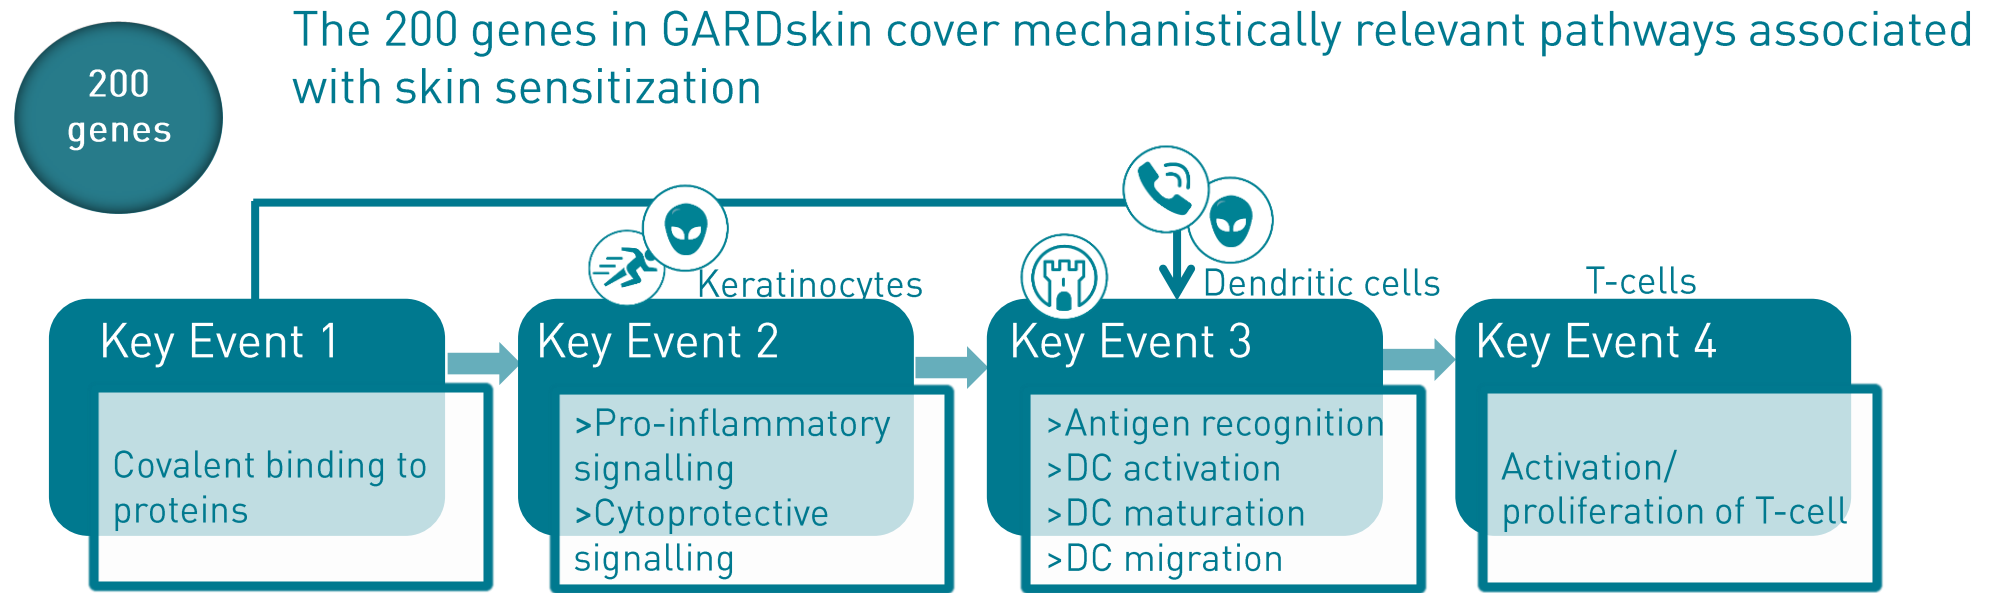 The 200 genes in GARDskin cover mechanistically relevant pathways associated
with skin sensitization
200
genes
Keratinocytes
Dendritic cells
T-cells
Key Event 1
Key Event 2
Key Event 3
Key Event 4
Covalent binding to
proteins
>Pro-inflammatory
signalling
>Cytoprotective
signalling
>Antigen recognition
>DC activation
>DC maturation
>DC migration
Activation/
proliferation of T-cell